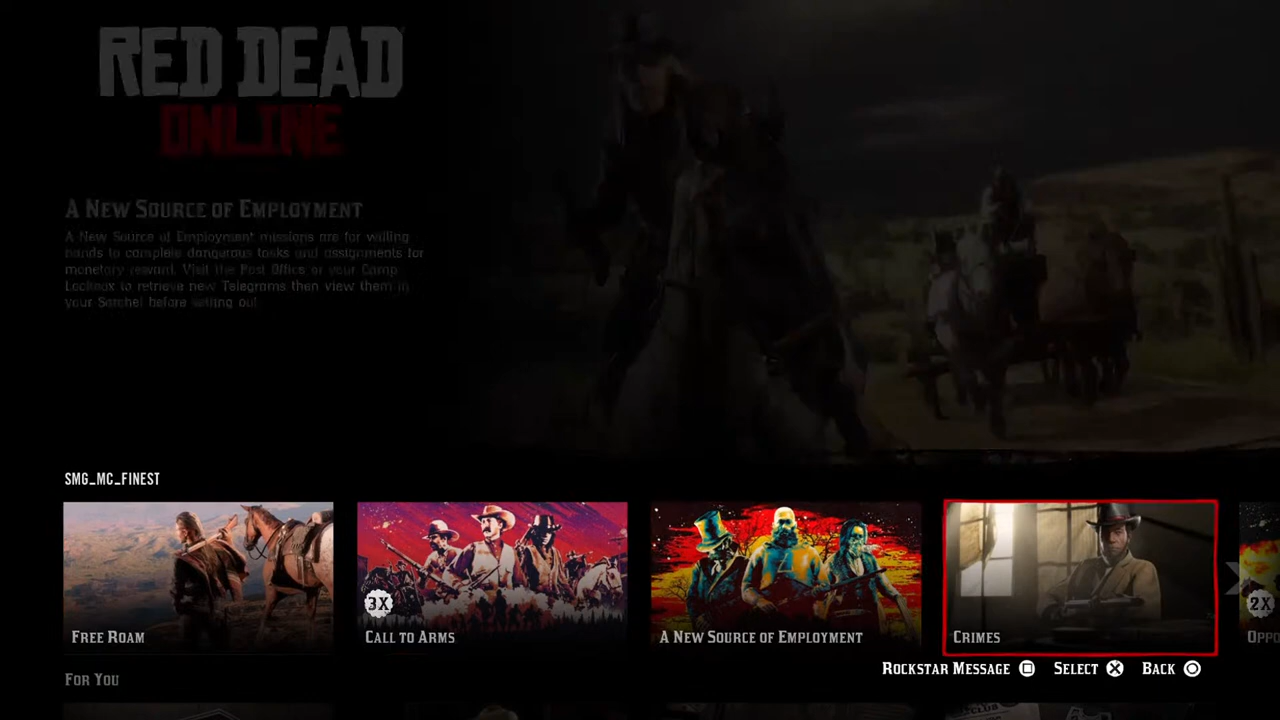 RED DEAD
ONLINE
A NEW SOURCE OF EMPLOYMENT
A New Source of Employment missions are for willing
hands to complete dangerous tasks and assignments for
monetary reward. Visit the Post Office or your Camp
Lockbox to retrieve new Telegrams then view them in
your Satchel before setting out.
SMG_MC_FINEST
FREE ROAM
3X
CALL TO ARMS
A NEW SOURCE OF EMPLOYMENT
CRIMES
2X
OPPO
ROCKSTAR MESSAGE SELECT BACK
FOR YOU